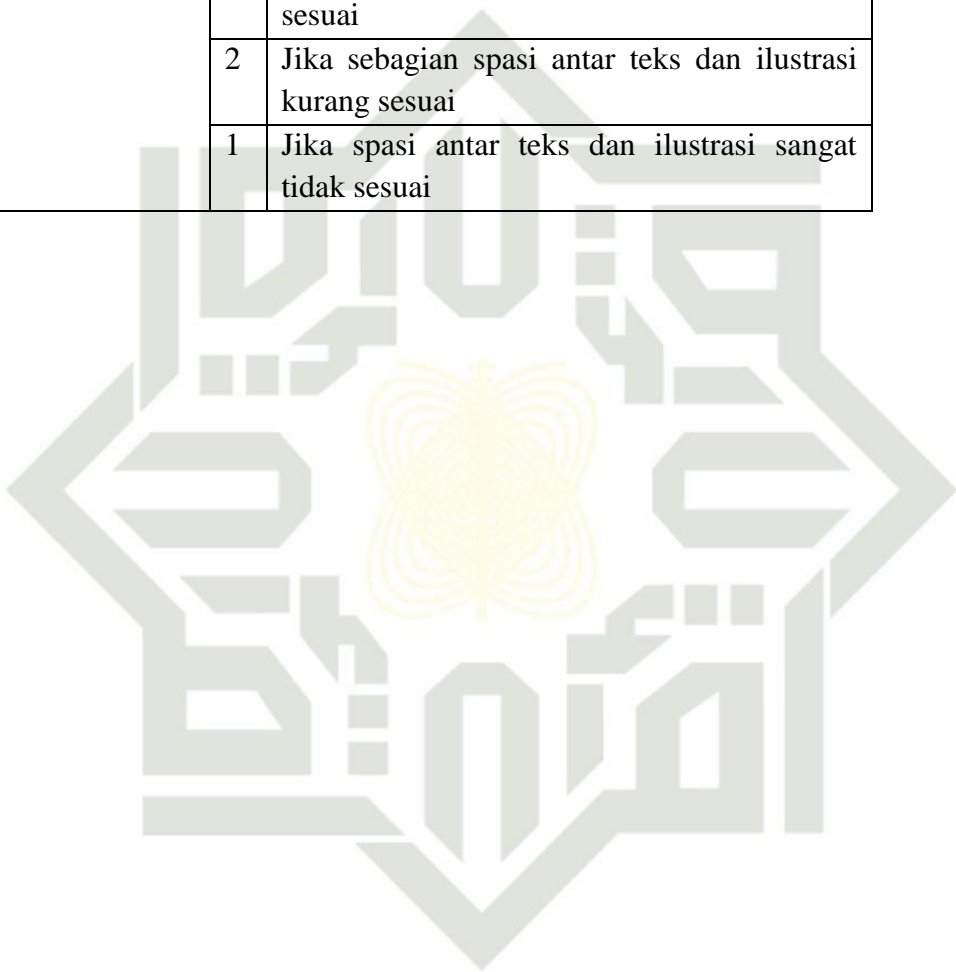 sesuai
2 Jika sebagian spasi antar teks dan ilustrasi
kurang sesuai
1 Jika spasi antar teks dan ilustrasi sangat
tidak sesuai